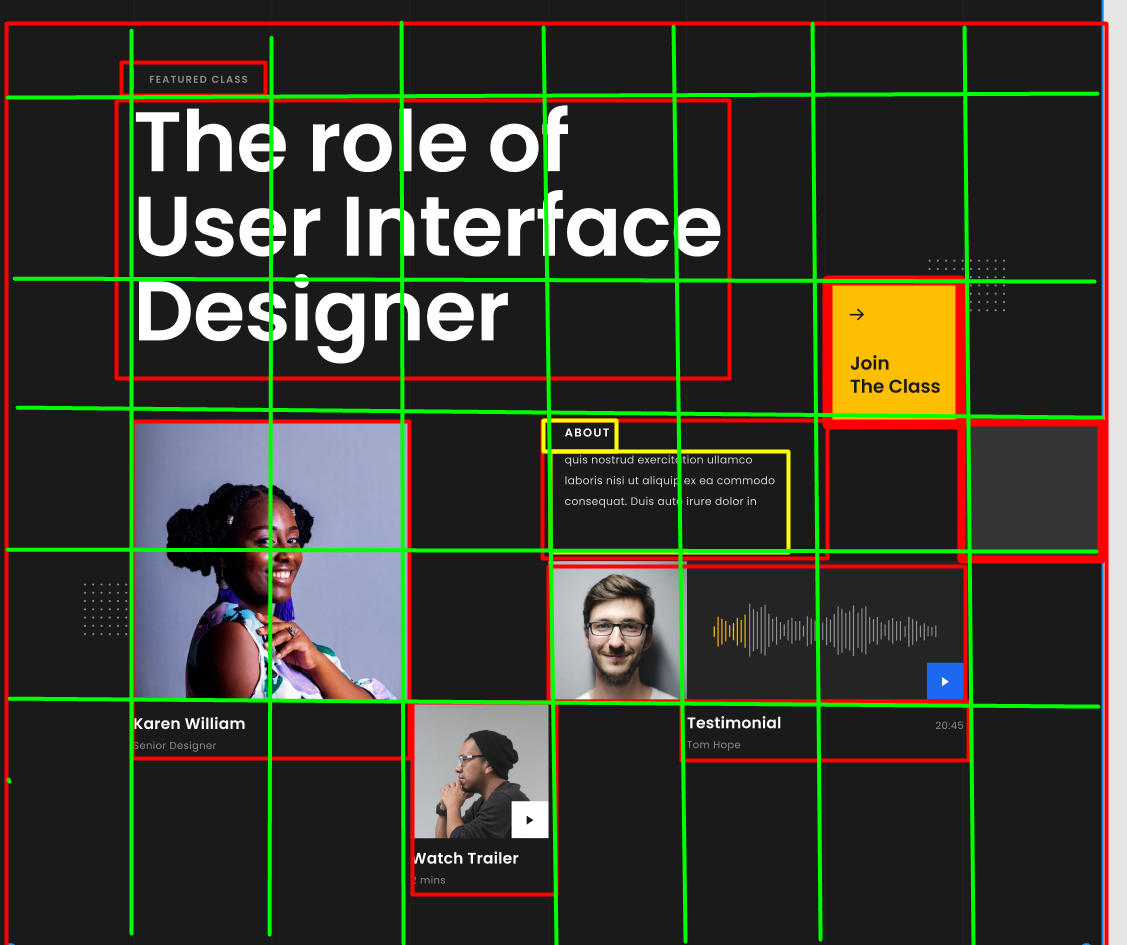 FEATURED CLASS
The role of
User Interface
Designer
Join
The Class
ABOUT
quis nostrud exercitation ullamco
laboris nisi ut aliquip ex ea commodo
consequat. Duis aute irure dolor in
Karen William
Senior Designer
Testimonial
20:45
Tom Hope
Watch Trailer
2 mins